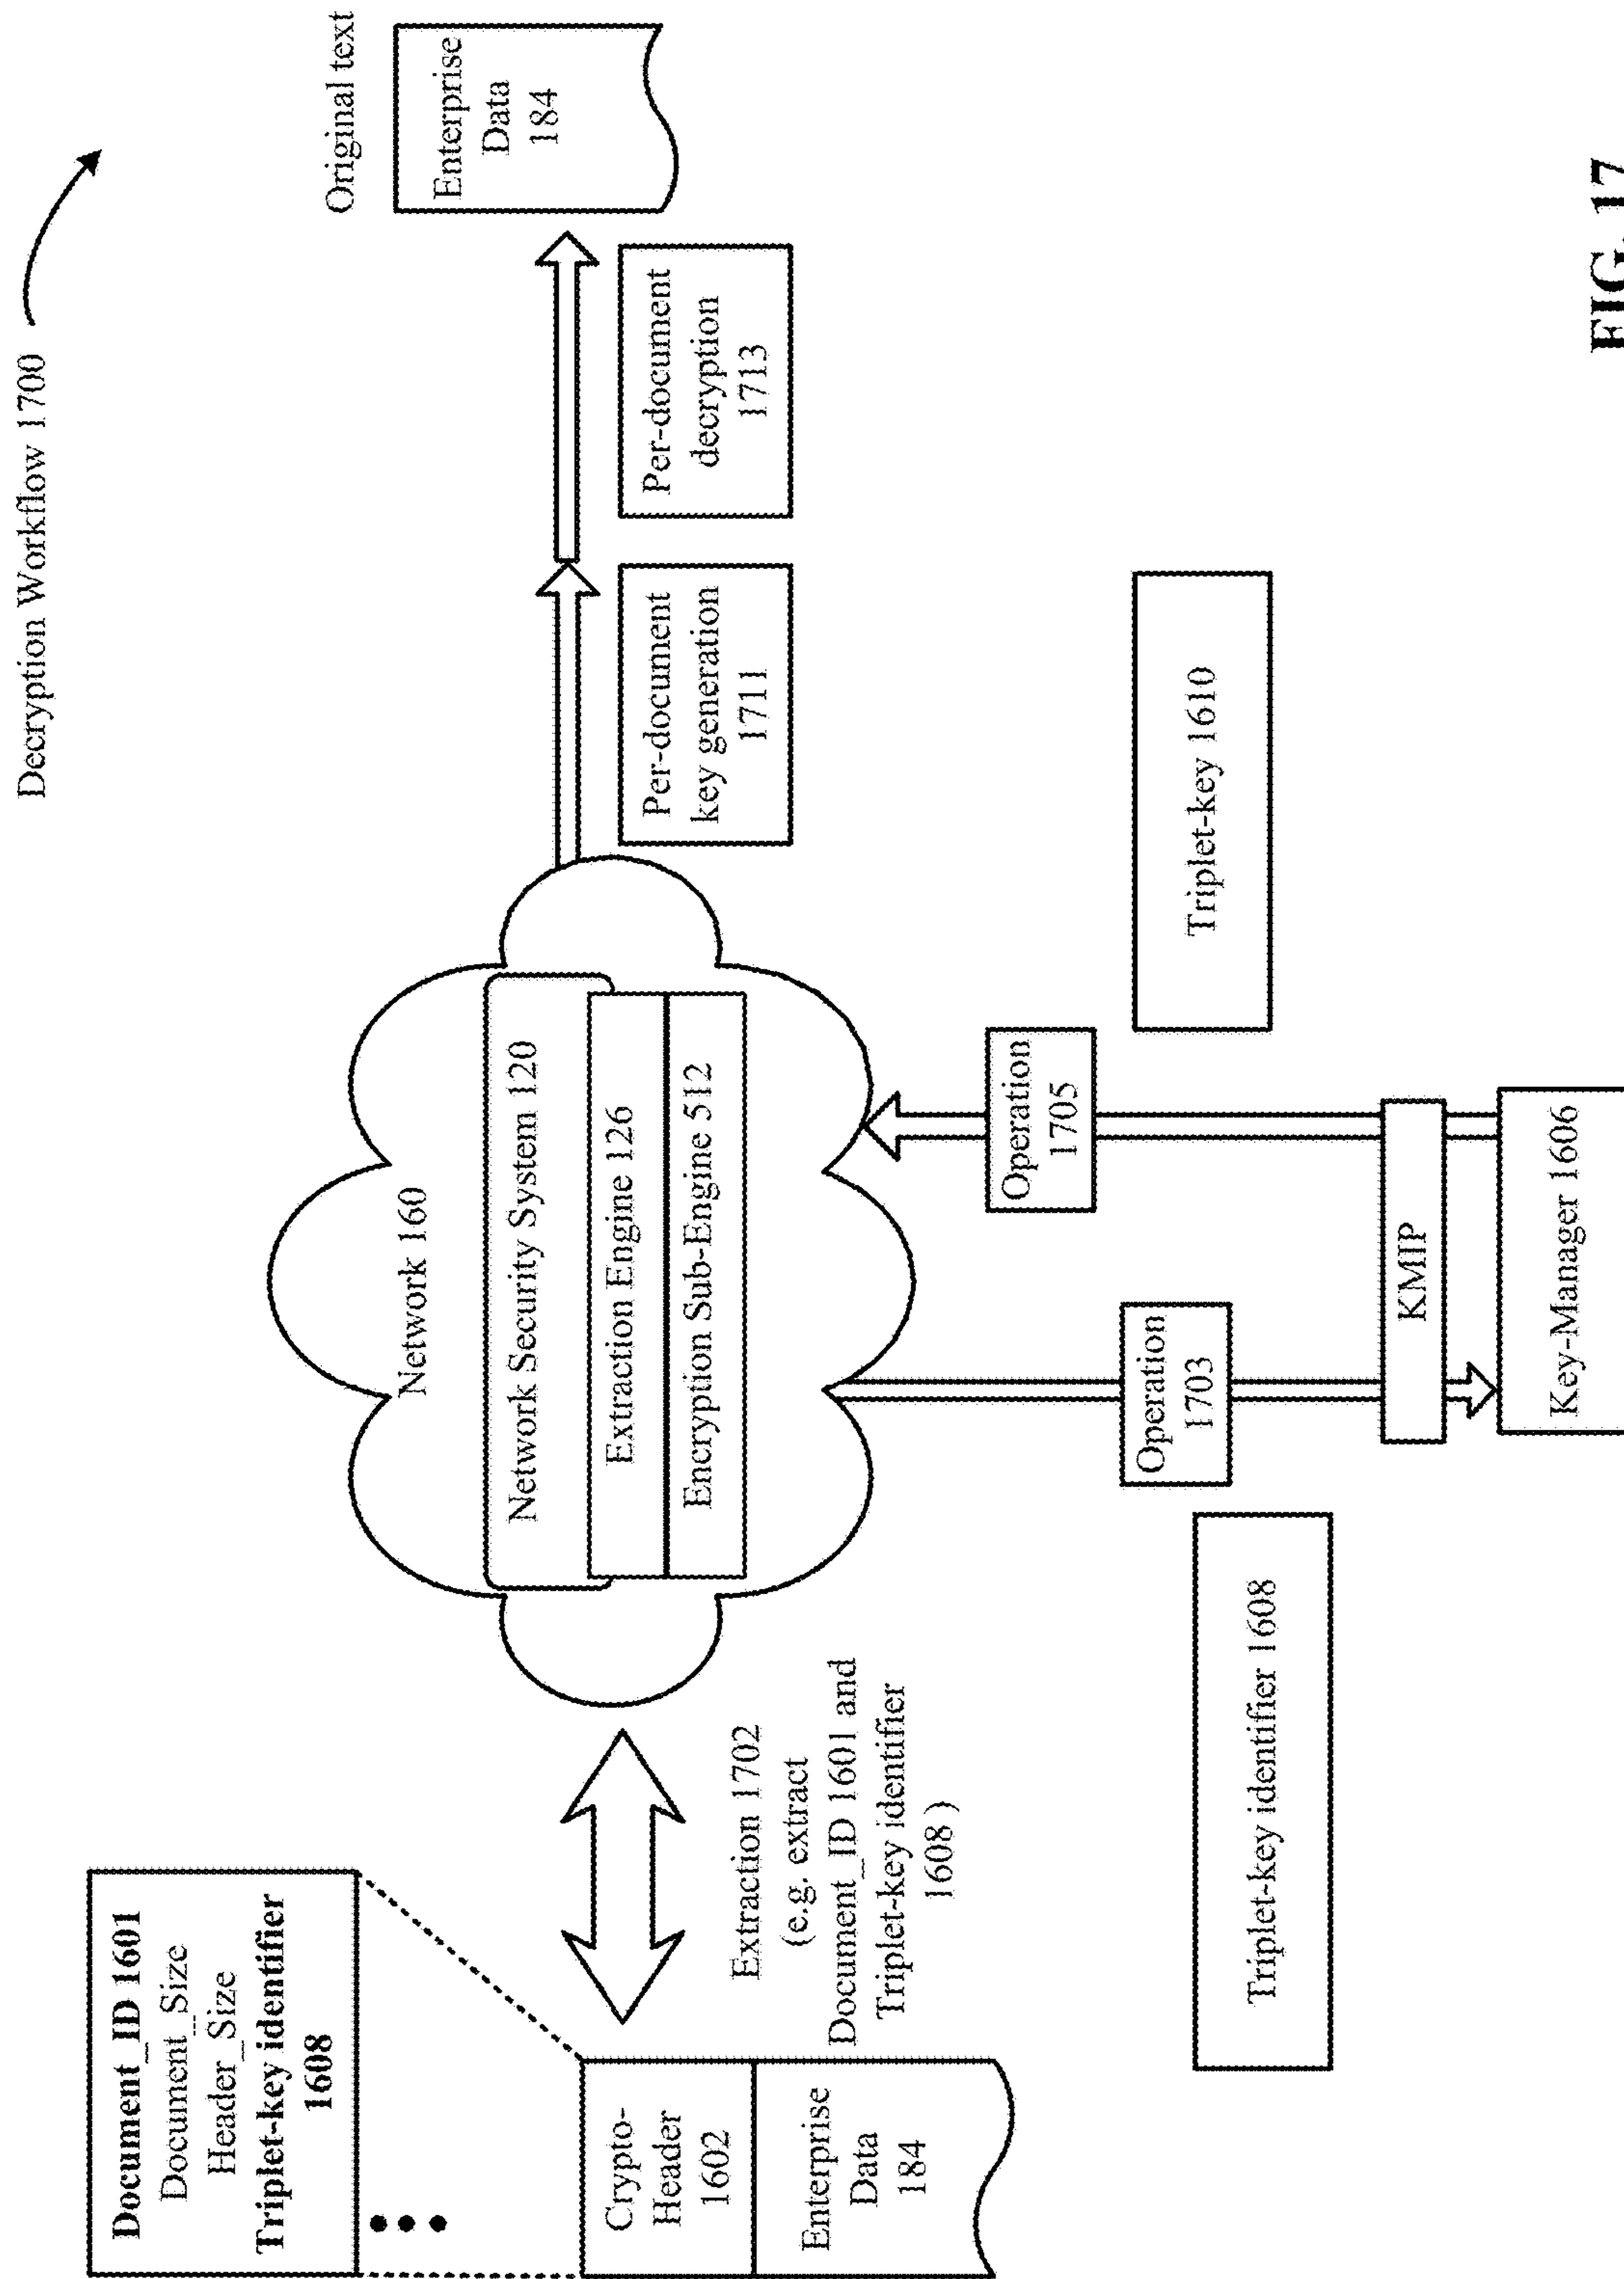 Decryption Workflow 1700
Document_ID 1601
Document_Size
Header_Size
Triplet-key identifier
1608
Crypto-
Header
1602
Enterprise
Data
184
Extraction 1702
(e.g. extract
Document_ID 1601 and
Triplet-key identifier
1608 )
Network 160
Network Security System 120
Extraction Engine 126
Encryption Sub-Engine 512
Per-document
key generation
1711
Per-document
decryption
1713
Original text
Enterprise
Data
184
Triplet-key identifier 1608
Operation
1703
Operation
1705
Triplet-key 1610
KMIP
Key-Manager 1606
FIG. 17